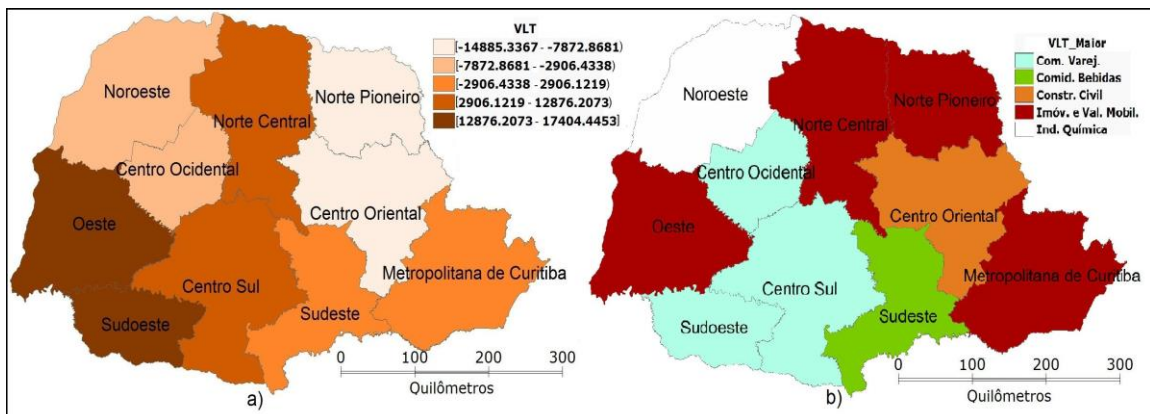 VLT
[-14885.3367 - -7872.8681)
[-7872.8681 - -2906.4338)
[-2906.4338 - 2906.1219)
[2906.1219 - 12876.2073)
[12876.2073 - 17404.4453]
Noroeste
Norte Central
Norte Pioneiro
Centro Ocidental
Oeste
Centro Oriental
Metropolitana de Curitiba
Centro Sul
Sudeste
Sudoeste
0 100 200 300
Quilômetros
a)
VLT_Maior
Com. Varej.
Comid. Bebidas
Constr. Civil
Imóv. e Val. Mobil.
Ind. Química
Noroeste
Norte Central
Norte Pioneiro
Centro Ocidental
Oeste
Centro Oriental
Metropolitana de Curitiba
Centro Sul
Sudeste
Sudoeste
0 100 200 300
Quilômetros
b)